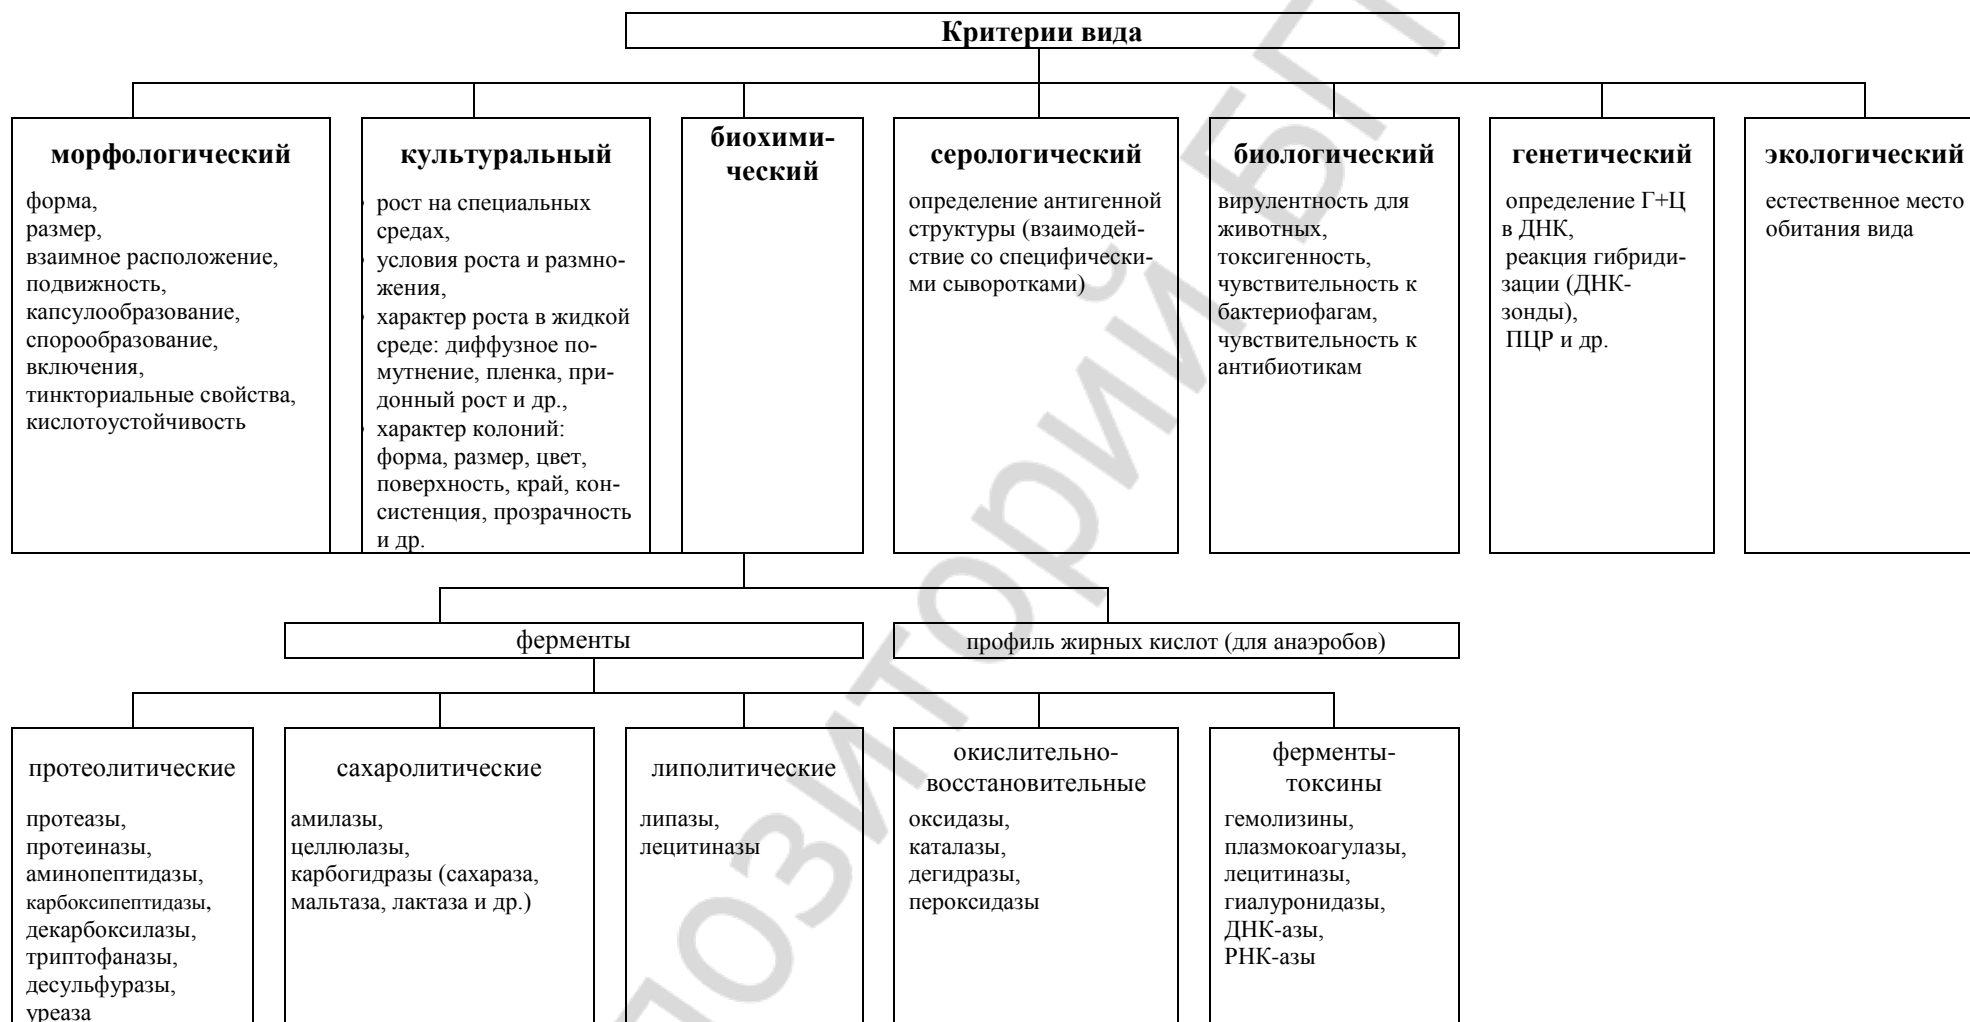 Критерии вида
морфологический
форма,
размер,
взаимное расположение,
подвижность,
капсулообразование,
спорообразование,
включения,
тинкториальные свойства,
кислотоустойчивость
культуральный
рост на специальных
средах,
условия роста и размно-
жения,
характер роста в жидкой
среде: диффузное по-
мутнение, пленка, при-
донный рост и др.,
характер колоний:
форма, размер, цвет,
поверхность, край, кон-
систенция, прозрачность
и др.
биохими-
ческий
серологический
определение антигенной
структуры (взаимодей-
ствие со специфически-
ми сыворотками)
биологический
вирулентность для
животных,
токсигенность,
чувствительность к
бактериофагам,
чувствительность к
антибиотикам
генетический
определение Г+Ц
в ДНК,
реакция гибриди-
зации (ДНК-
зонды),
ПЦР и др.
экологический
естественное место
обитания вида
ферменты
профиль жирных кислот (для анаэробов)
протеолитические
протеазы,
протеиназы,
аминопептидазы,
карбоксипептидазы,
декарбоксилазы,
триптофаназы,
десульфуразы,
уреаза
сахаролитические
амилазы,
целлюлазы,
карбогидразы (сахараза,
мальтаза, лактаза и др.)
липолитические
липазы,
лецитиназы
окислительно-
восстановительные
оксидазы,
каталазы,
дегидразы,
пероксидазы
ферменты-
токсины
гемолизины,
плазмокоагулазы,
лецитиназы,
гиалуронидазы,
ДНК-азы,
РНК-азы